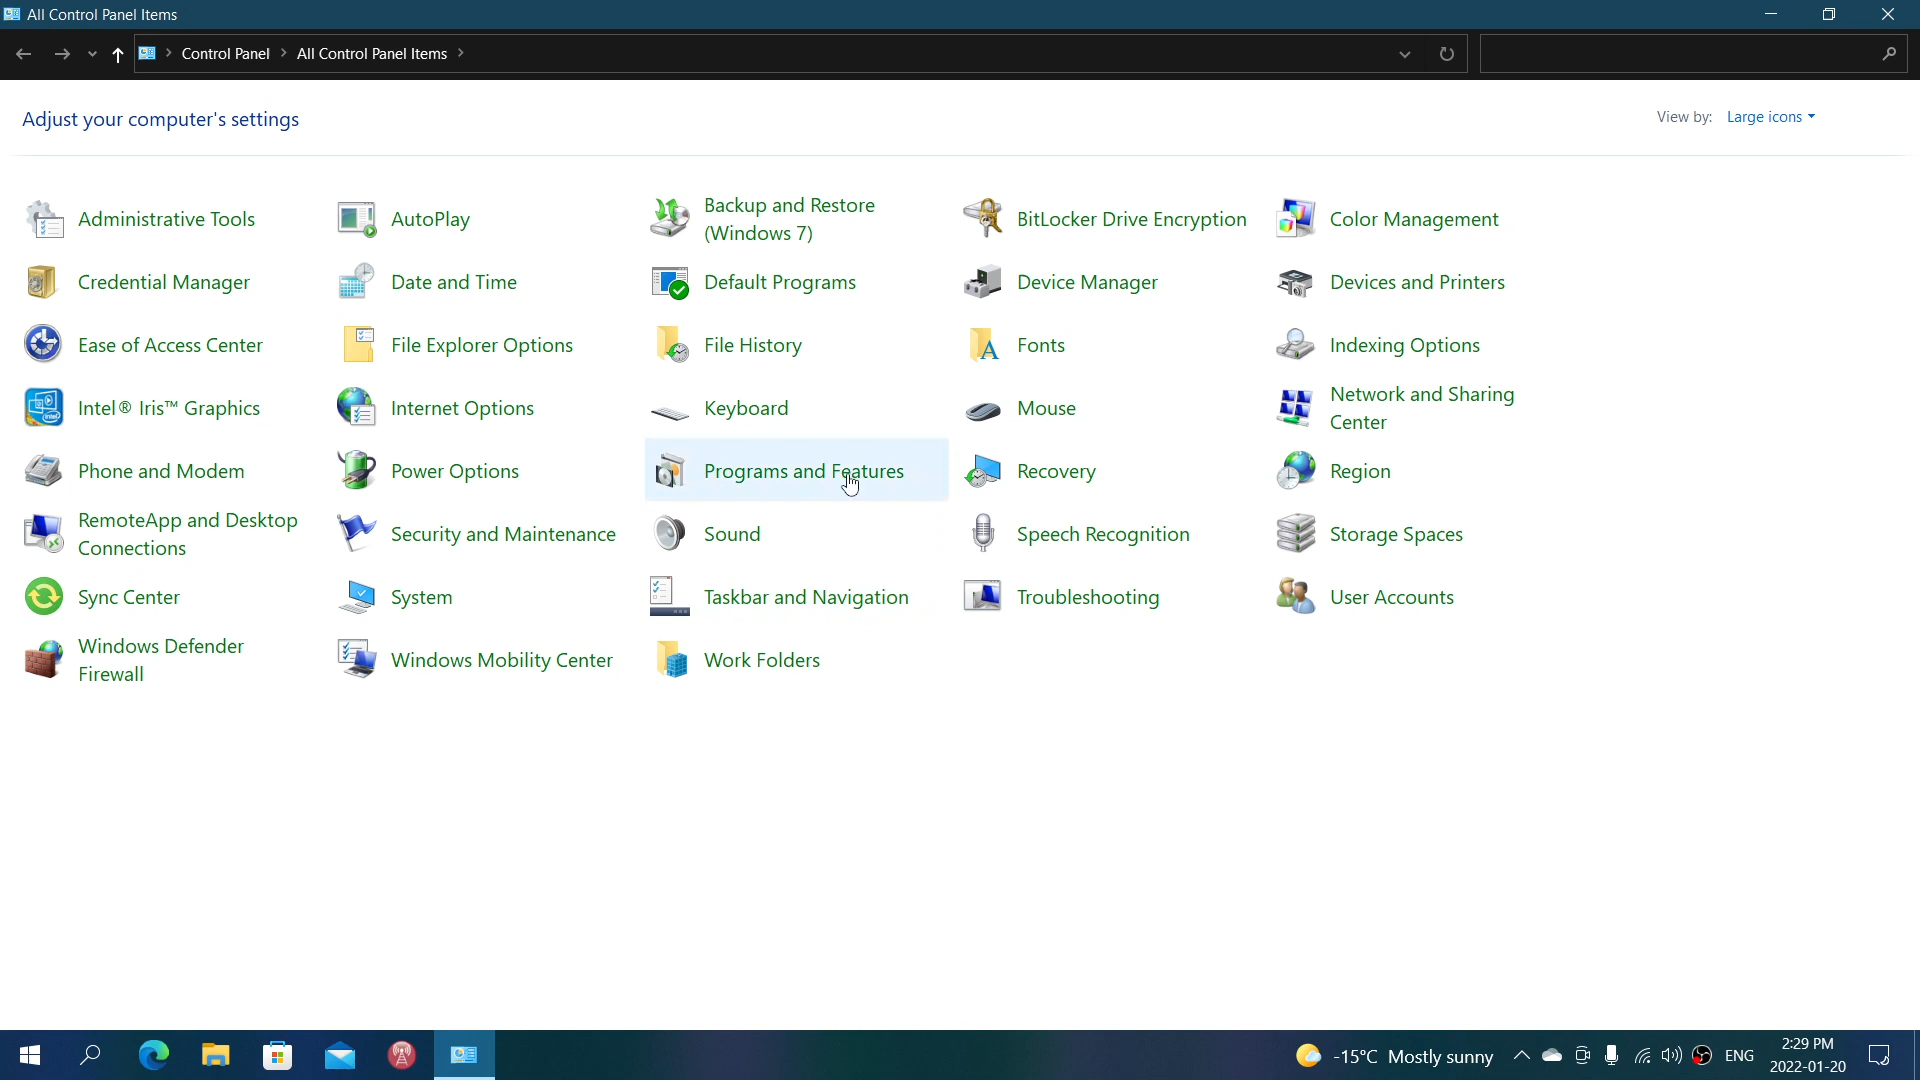 All Control Panel Items
Control Panel All Control Panel Items
Adjust your computer's settings
View by: Large icons
Administrative Tools
AutoPlay
Backup and Restore
(Windows 7)
BitLocker Drive Encryption
Color Management
Credential Manager
Date and Time
Default Programs
Device Manager
Devices and Printers
Ease of Access Center
File Explorer Options
File History
Fonts
Indexing Options
Intel® Iris™ Graphics
Internet Options
Keyboard
Mouse
Network and Sharing
Center
Phone and Modem
Power Options
Programs and Features
Recovery
Region
RemoteApp and Desktop
Connections
Security and Maintenance
Sound
Speech Recognition
Storage Spaces
Sync Center
System
Taskbar and Navigation
Troubleshooting
User Accounts
Windows Defender
Firewall
Windows Mobility Center
Work Folders
-15°C Mostly sunny
ENG
2:29 PM
2022-01-20